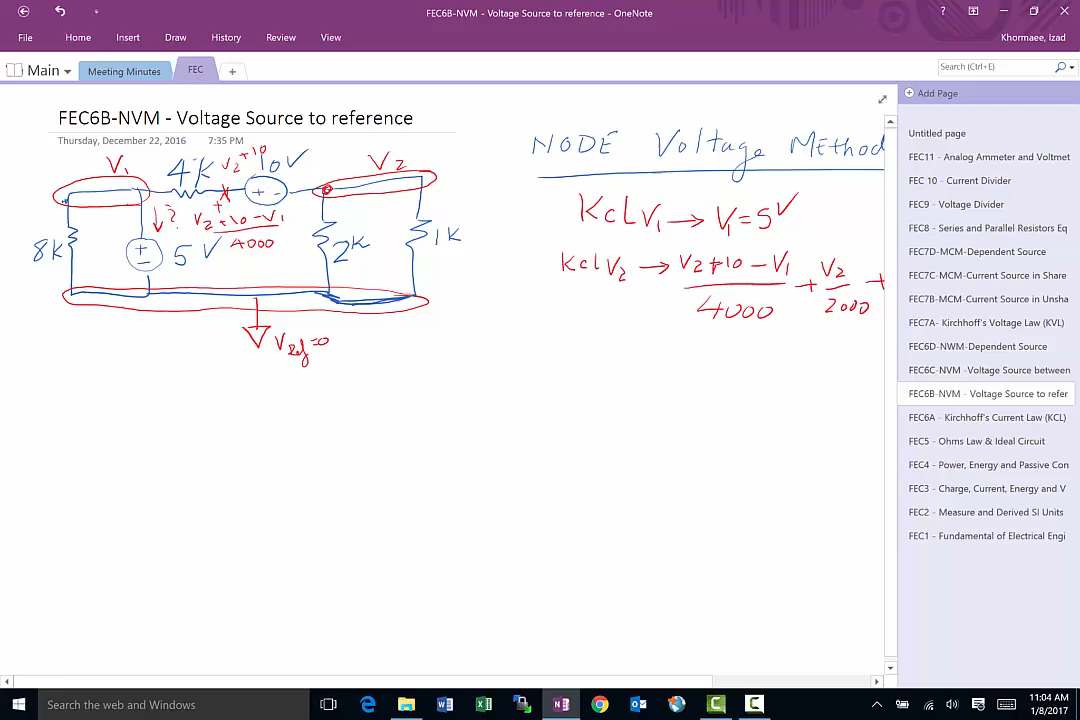 FEC6B-NVM - Voltage Source to reference - OneNote
?
File Home Insert Draw History Review View
Khormaee, Izad
Main Meeting Minutes FEC +
Search (Ctrl+E)
Add Page
FEC6B-NVM - Voltage Source to reference
Thursday, December 22, 2016 7:35 PM
NODE Voltage Method
V1 4K V2+10 10V V2
+ -
? V2+10-V1
4000
8K + - 5V 2K 1K
VRef=0
KCL V1 → V1=5V
KCL V2 → V2+10-V1 + V2 +
4000 2000
Untitled page
FEC11 - Analog Ammeter and Voltmet
FEC 10 - Current Divider
FEC9 - Voltage Divider
FEC8 - Series and Parallel Resistors Eq
FEC7D-MCM-Dependent Source
FEC7C-MCM-Current Source in Share
FEC7B-MCM-Current Source in Unsha
FEC7A- Kirchhoff's Voltage Law (KVL)
FEC6D-NWM-Dependent Source
FEC6C-NVM -Voltage Source between
FEC6B-NVM - Voltage Source to refer
FEC6A - Kirchhoff's Current Law (KCL)
FEC5 - Ohms Law & Ideal Circuit
FEC4 - Power, Energy and Passive Con
FEC3 - Charge, Current, Energy and V
FEC2 - Measure and Derived SI Units
FEC1 - Fundamental of Electrical Engi
Search the web and Windows
11:04 AM
1/8/2017